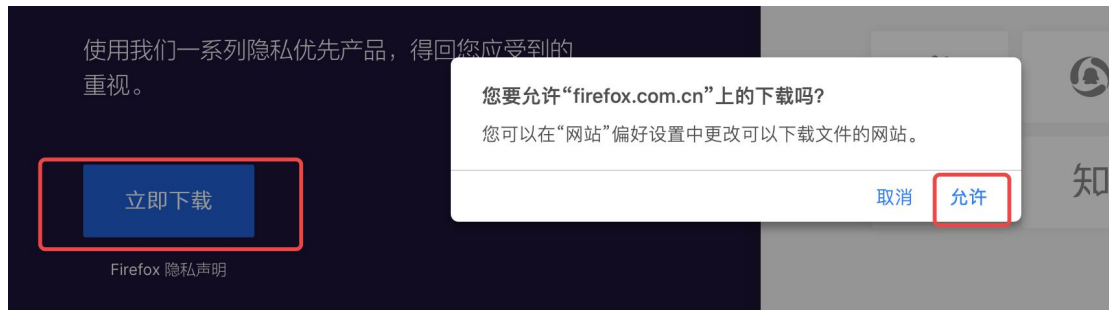 使用我们一系列隐私优先产品，得回您应受到的
重视。
立即下载
Firefox 隐私声明
您要允许“firefox.com.cn”上的下载吗？
您可以在“网站”偏好设置中更改可以下载文件的网站。
取消
允许
知